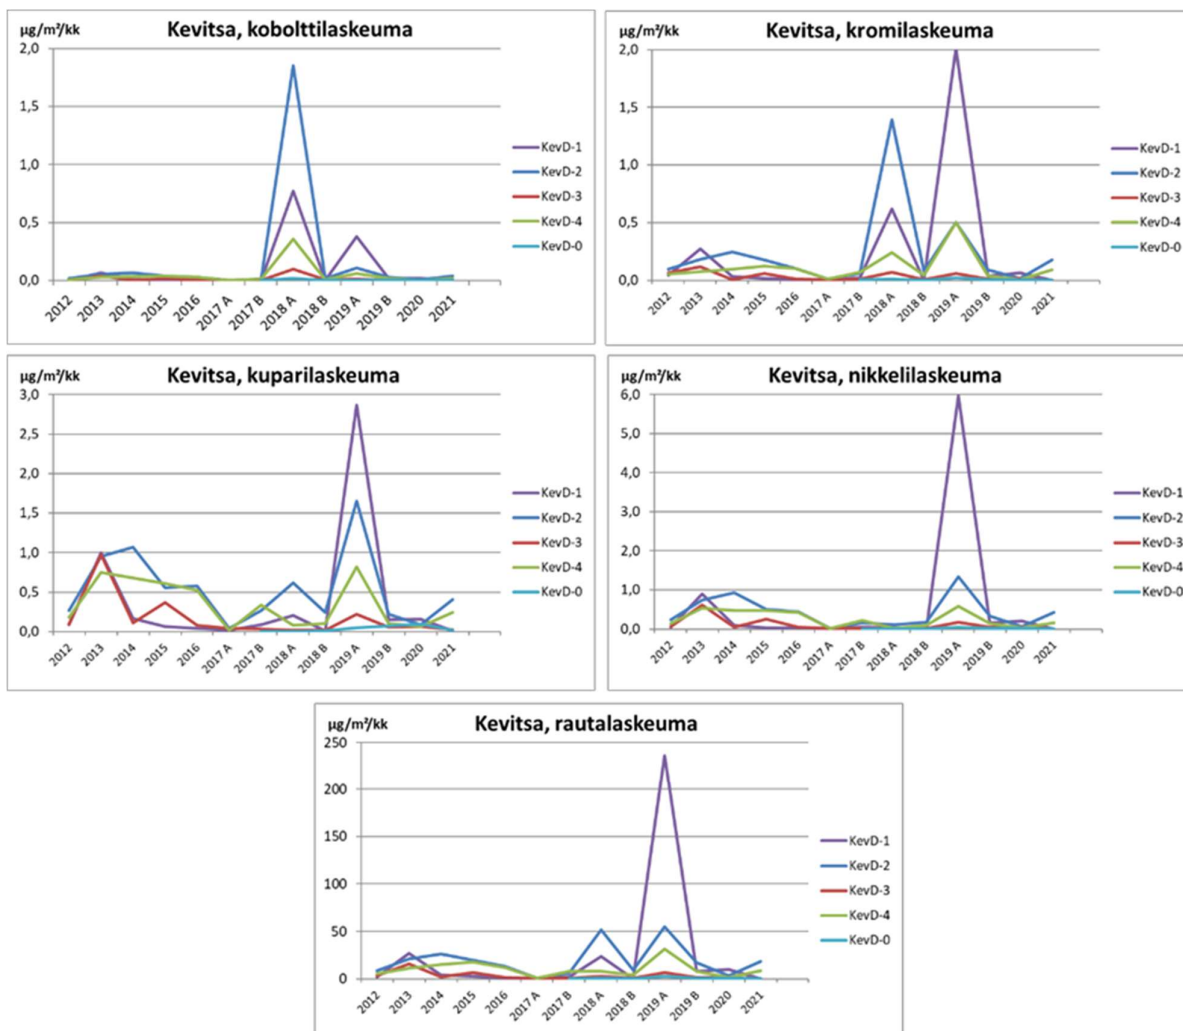 µg/m²/kk
Kevitsa, kobolttilaskeuma
2,0
1,5
1,0
0,5
0,0
2012
2013
2014
2015
2016
2017 A
2017 B
2018 A
2018 B
2019 A
2019 B
2020
2021
KevD-1
KevD-2
KevD-3
KevD-4
KevD-0
µg/m²/kk
Kevitsa, kromilaskeuma
2,0
1,5
1,0
0,5
0,0
2012
2013
2014
2015
2016
2017 A
2017 B
2018 A
2018 B
2019 A
2019 B
2020
2021
KevD-1
KevD-2
KevD-3
KevD-4
KevD-0
µg/m²/kk
Kevitsa, kuparilaskeuma
3,0
2,5
2,0
1,5
1,0
0,5
0,0
2012
2013
2014
2015
2016
2017 A
2017 B
2018 A
2018 B
2019 A
2019 B
2020
2021
KevD-1
KevD-2
KevD-3
KevD-4
KevD-0
µg/m²/kk
Kevitsa, nikkelilaskeuma
6,0
5,0
4,0
3,0
2,0
1,0
0,0
2012
2013
2014
2015
2016
2017 A
2017 B
2018 A
2018 B
2019 A
2019 B
2020
2021
KevD-1
KevD-2
KevD-3
KevD-4
KevD-0
µg/m²/kk
Kevitsa, rautalaskeuma
250
200
150
100
50
0
2012
2013
2014
2015
2016
2017 A
2017 B
2018 A
2018 B
2019 A
2019 B
2020
2021
KevD-1
KevD-2
KevD-3
KevD-4
KevD-0